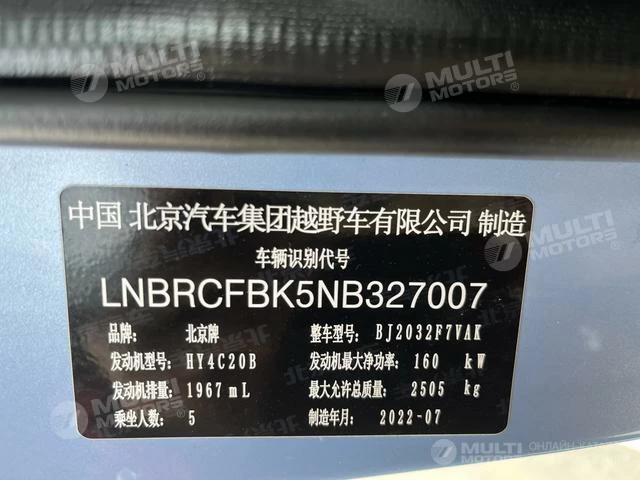 MULTI MOTORS
MULTI MOTORS
中国 北京汽车集团越野车有限公司 制造
车辆识别代号
LNBRCFBK5NB327007
品牌: 北京牌 整车型号: BJ2032F7VAK
发动机型号: HY4C20B 发动机最大净功率: 160 kW
发动机排量: 1967mL 最大允许总质量: 2505 kg
乘坐人数: 5 制造年月: 2022-07
MULTI MOTORS
MULTI MOTORS
MULTI MOTORS